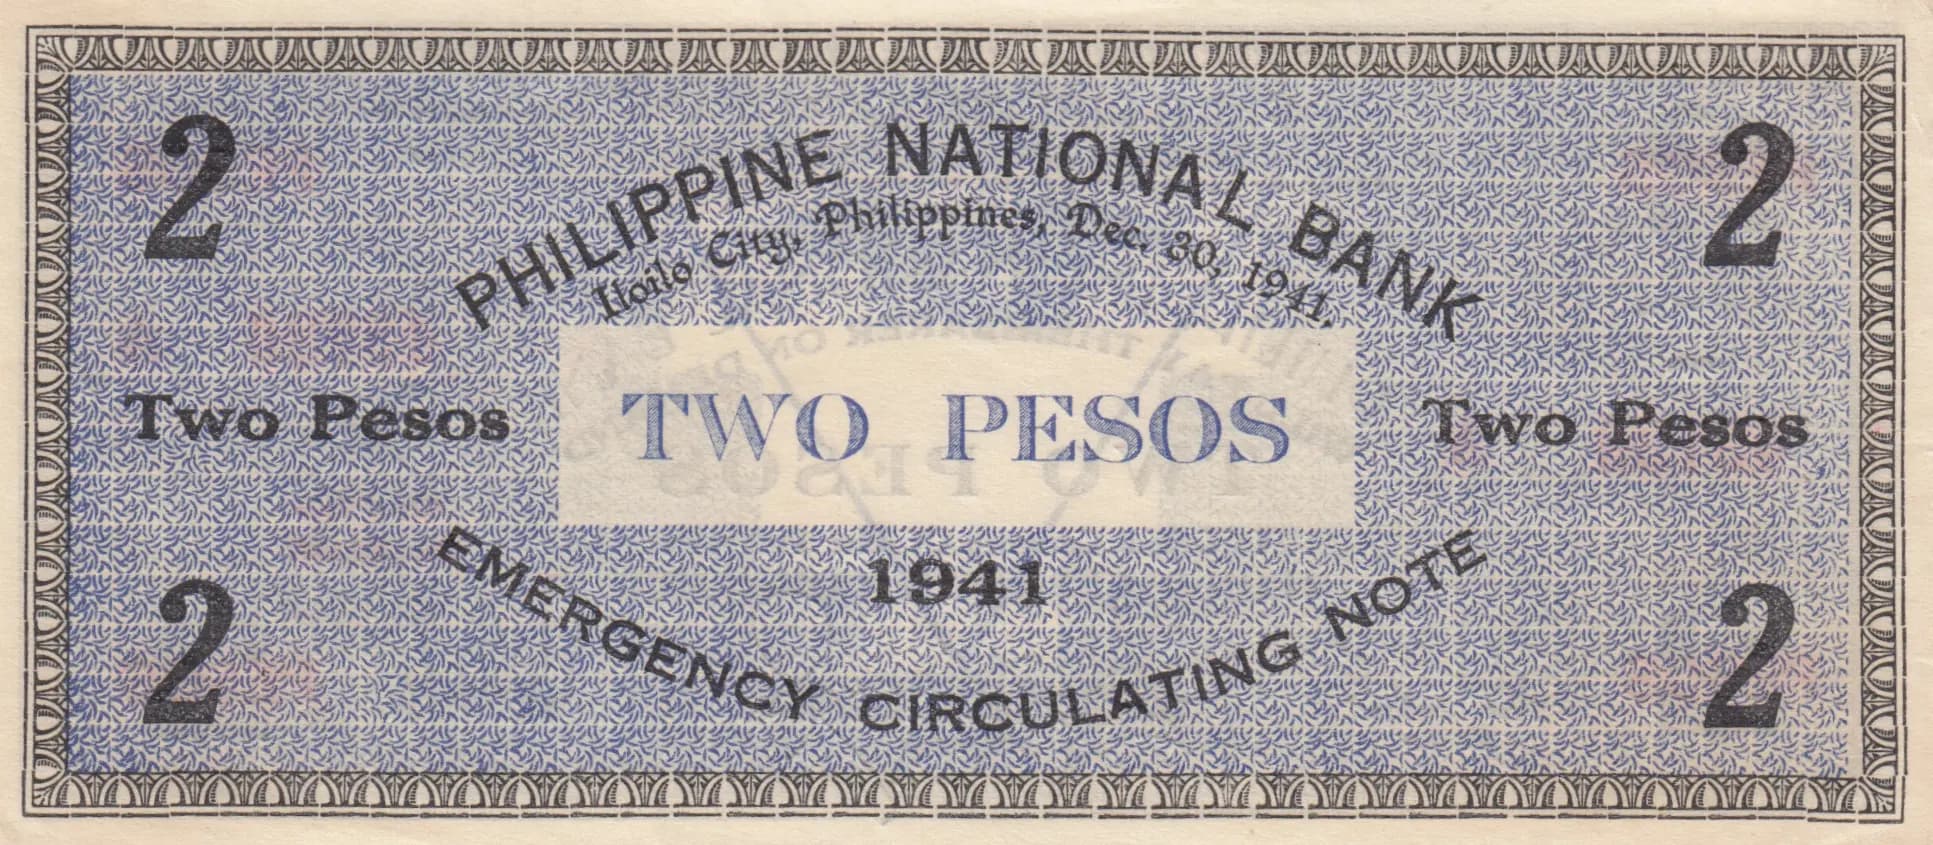 2
2
PHILIPPINE NATIONAL BANK
Iloilo City, Philippines, Dec. 30, 1941.
Two Pesos
TWO PESOS
Two Pesos
1941
EMERGENCY CIRCULATING NOTE
2
2